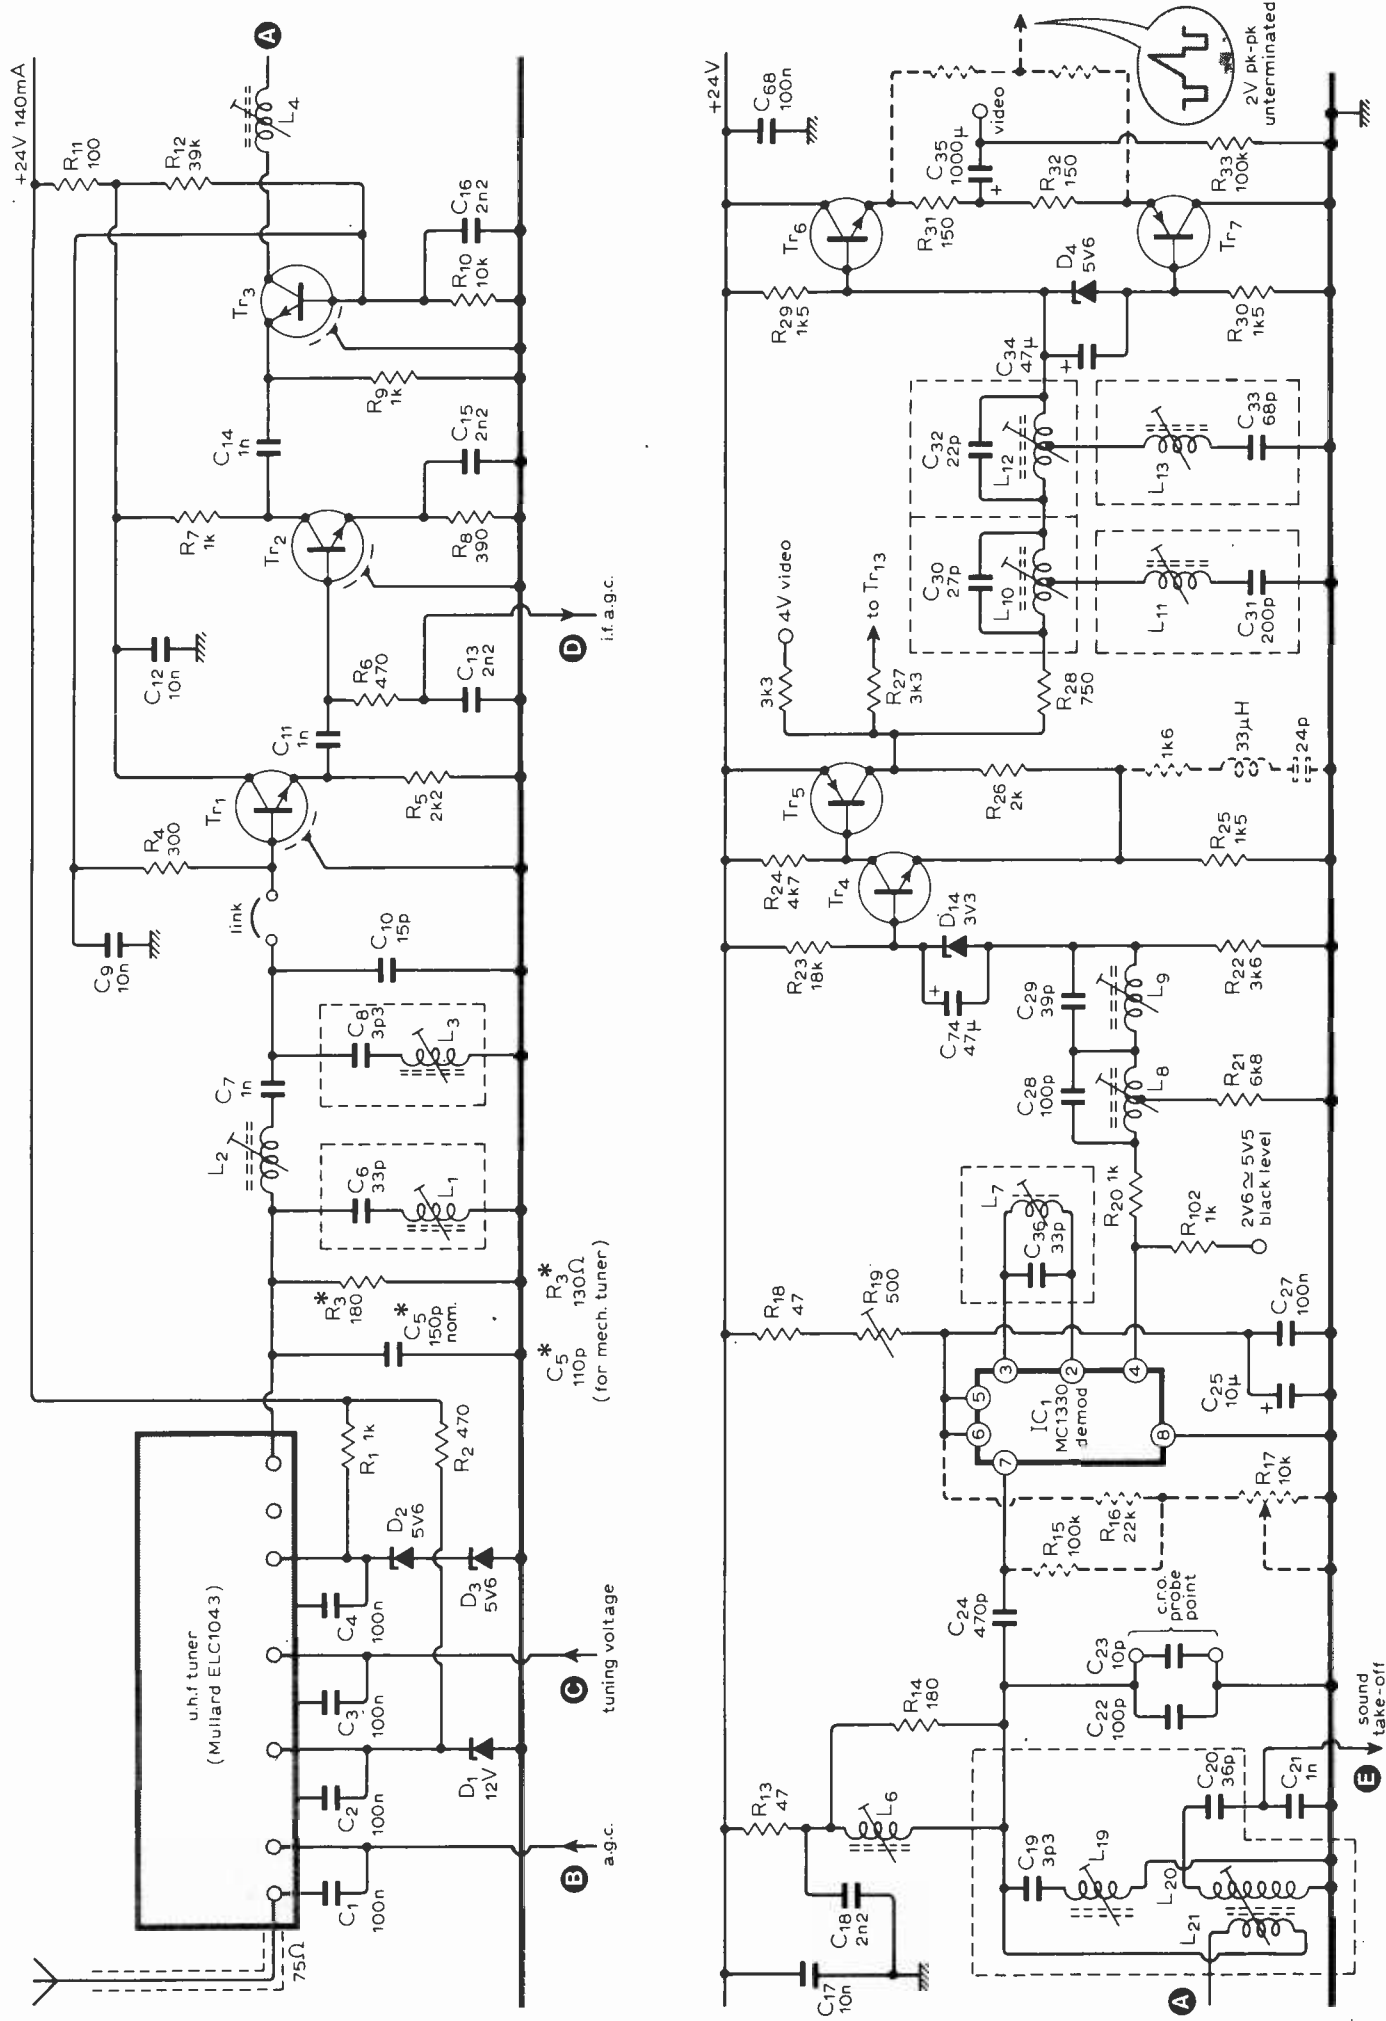 u.h.f tuner
(Mullard ELC1043)
75Ω
C1
100n
B
a.g.c.
C2
100n
D1
12V
C3
100n
C
tuning voltage
C4
100n
D2
5V6
D3
5V6
R1 1k
R2 470
+24V 140mA
*
C5
150p
nom.
*
R3
180
*
C5
110p
*
R3
130Ω
(for mech. tuner)
C6
33p
L1
L2
C7
1n
C8
3p3
L3
C9
10n
C10
15p
link
R4
300
Tr1
R5
2k2
C11
1n
C12
10n
R6
470
C13
2n2
D
i.f. a.g.c.
R7
1k
Tr2
R8
390
C14
1n
C15
2n2
R9
1k
Tr3
R10
10k
C16
2n2
R11
100
R12
39k
L4
A
A
C17
10n
C18
2n2
R13
47
L6
R14
180
C19
3p3
L19
L20
L21
C20
36p
C21
1n
E
sound
take-off
C22
100p
C23
10p
c.r.o.
probe
point
C24
470p
R15
100k
R16
22k
R17
10k
R18
47
R19
500
7
6
5
3
2
4
8
IC1
MC1330
demod
L7
C36
33p
C25
10µ
+
C27
100n
R20 1k
R102
1k
2V6≃5V5
black level
C28
100p
L8
R21
6k8
C29
39p
L9
R22
3k6
C74
47µ
+
D14
3V3
R23
18k
Tr4
R24
4k7
Tr5
R25
1k5
R26
2k
1k6
33µH
24p
3k3
4V video
R27
3k3
to Tr13
R28
750
C30
27p
L10
L11
C31
200p
C32
22p
L12
L13
C33
68p
C34
47µ
+
D4
5V6
R29
1k5
R30
1k5
Tr6
Tr7
R31
150
C35
1000µ
+
video
R32
150
R33
100k
+24V
C68
100n
2V pk-pk
unterminated